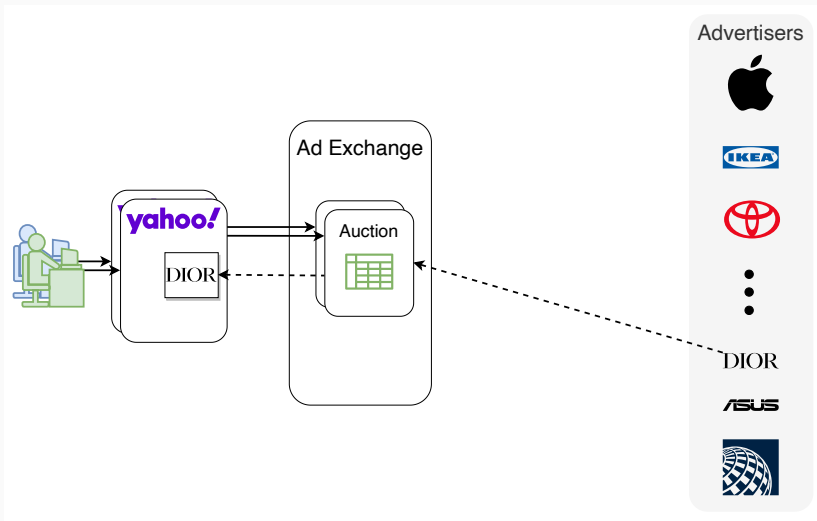 Advertisers
IKEA
Ad Exchange
yahoo!
Auction
DIOR
DIOR
ASUS